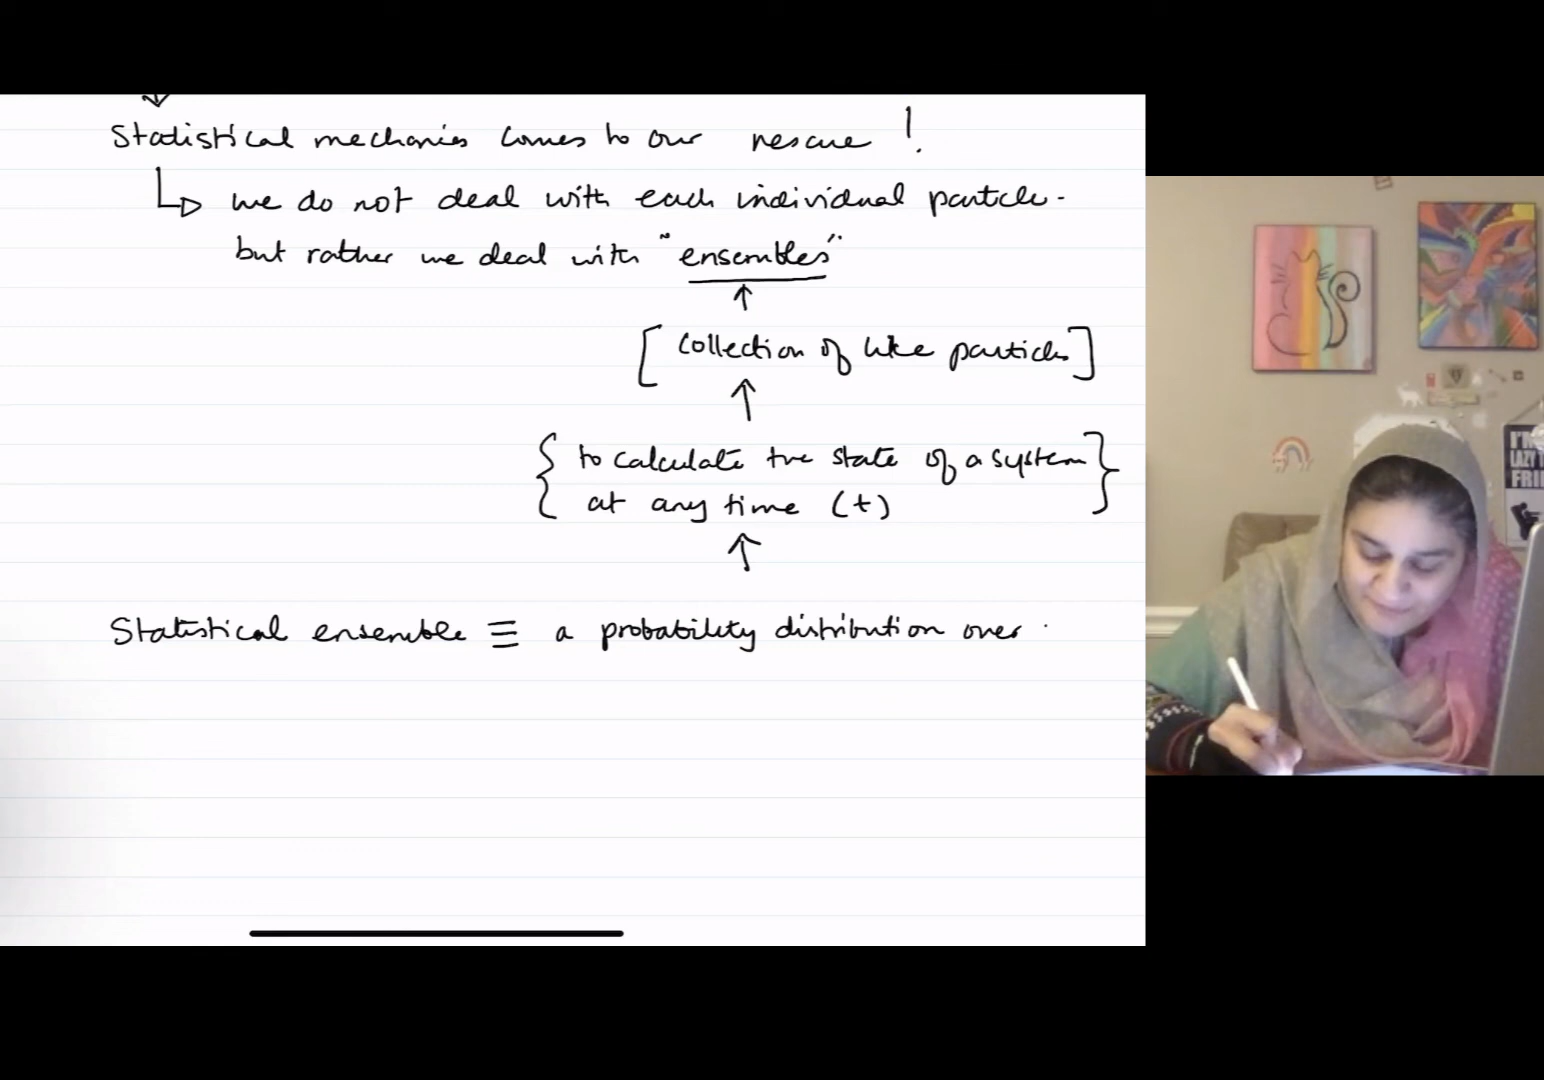 Statistical mechanics comes to our rescue !
we do not deal with each individual particle -
but rather we deal with "ensembles"
[ collection of like particles ]
{ to calculate the state of a system
at any time (t) }
Statistical ensemble ≡ a probability distribution over
I'M
LAZY
FRI